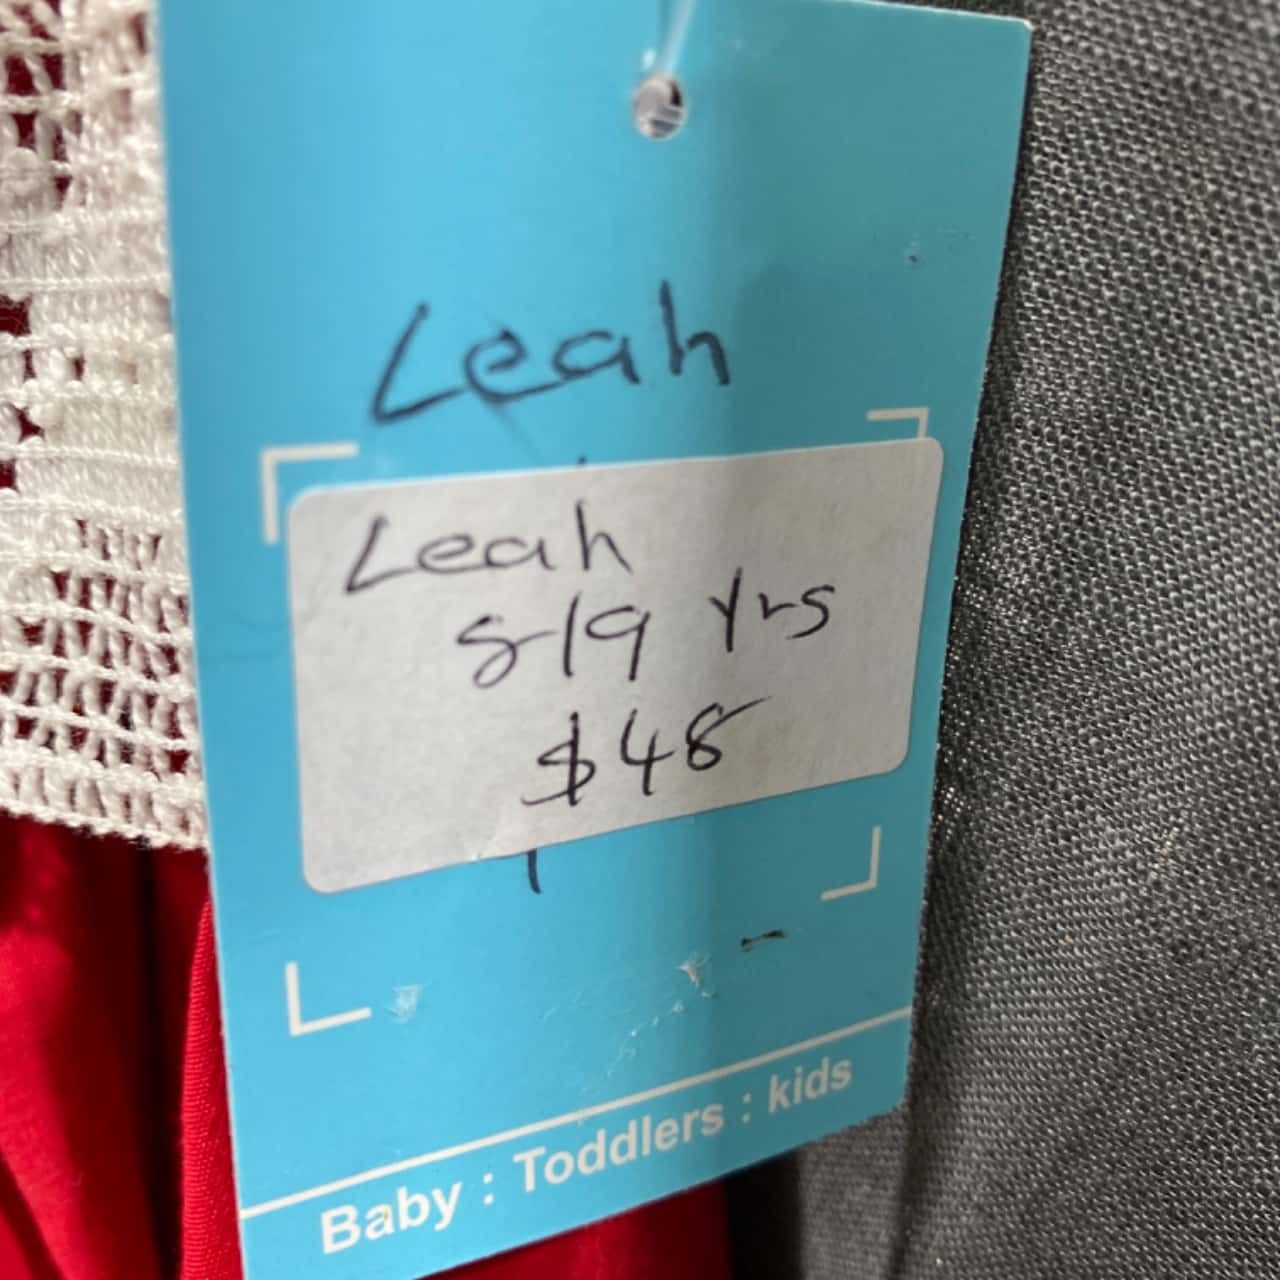 Leah
Leah
8/9 Yrs
$48
Baby : Toddlers : kids